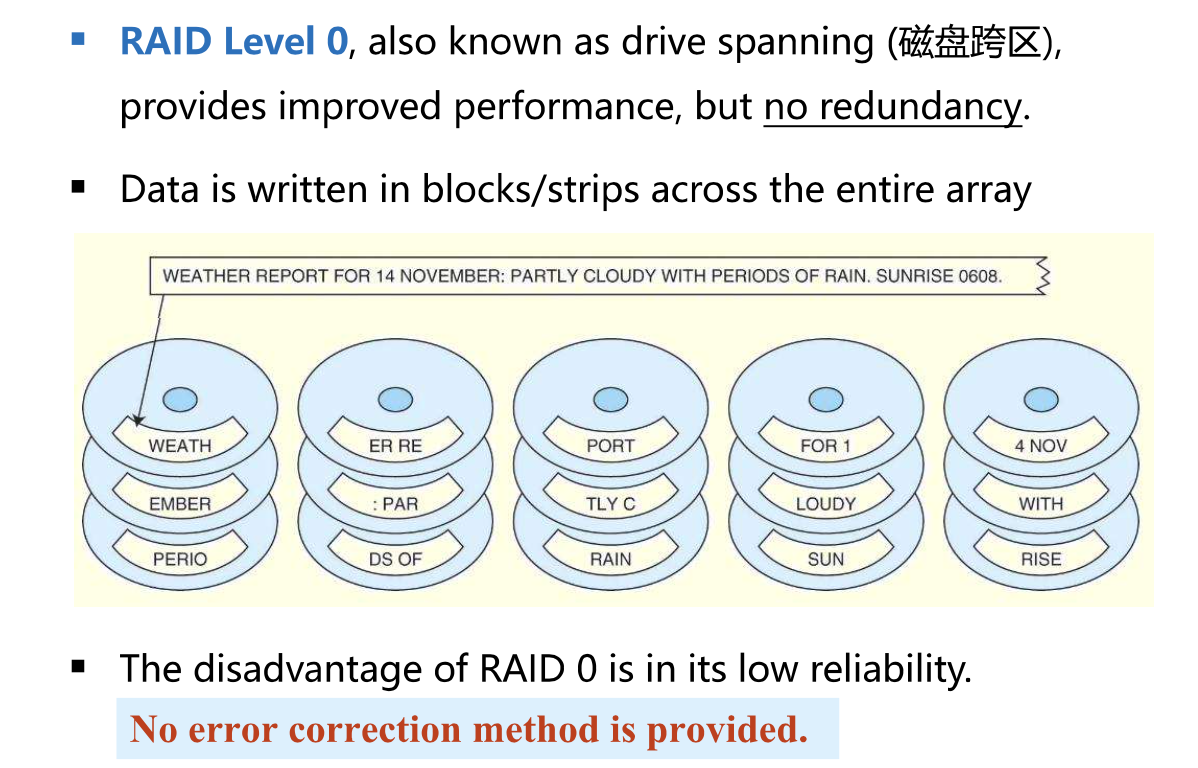 RAID Level 0, also known as drive spanning (磁盘跨区),
provides improved performance, but no redundancy.
Data is written in blocks/strips across the entire array
WEATHER REPORT FOR 14 NOVEMBER: PARTLY CLOUDY WITH PERIODS OF RAIN. SUNRISE 0608.
WEATH ER RE PORT FOR 1 4 NOV
EMBER : PAR TLY C LOUDY WITH
PERIO DS OF RAIN SUN RISE
The disadvantage of RAID 0 is in its low reliability.
No error correction method is provided.